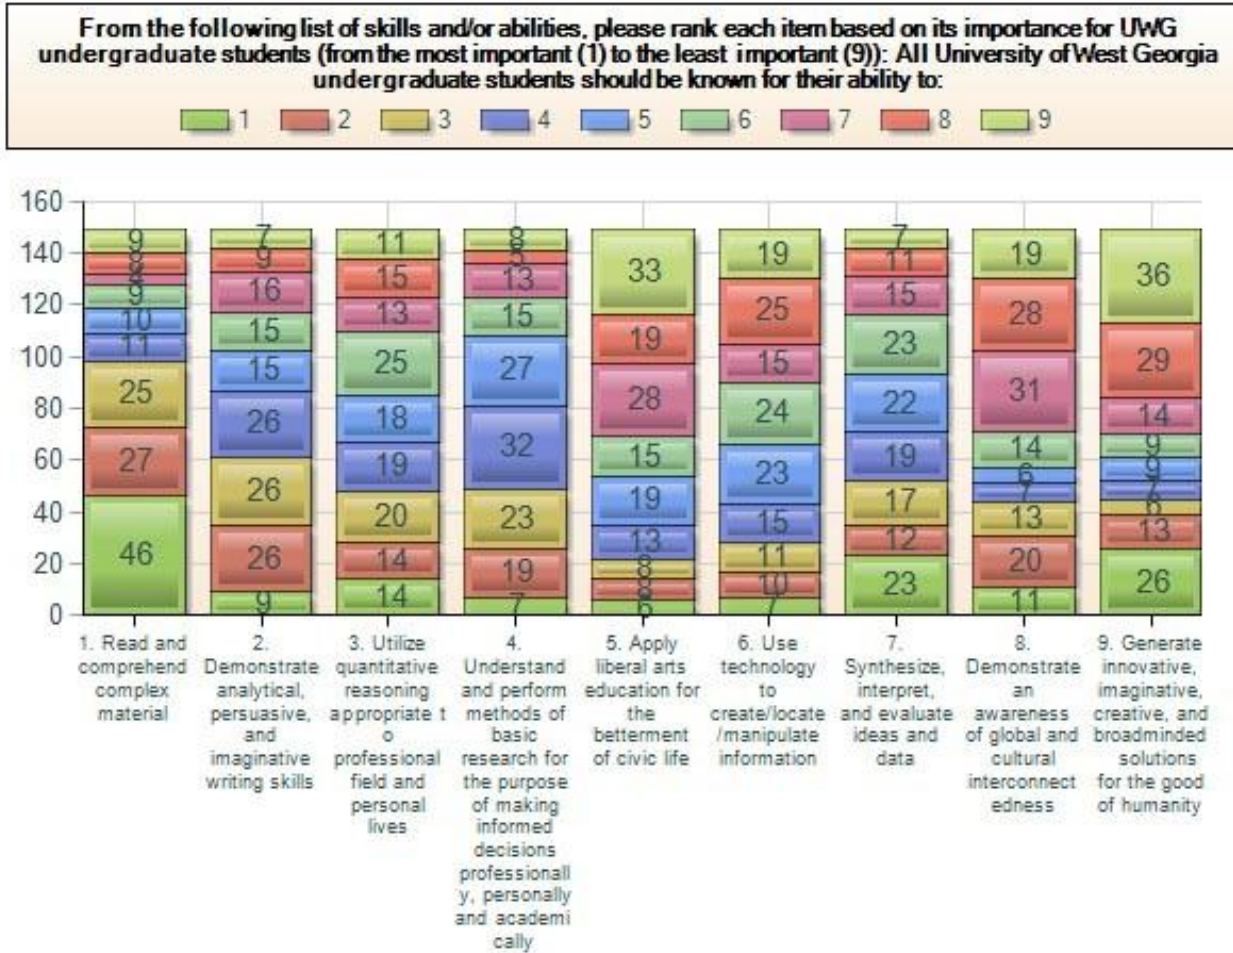 From the following list of skills and/or abilities, please rank each item based on its importance for UWG
undergraduate students (from the most important (1) to the least important (9)): All University of West Georgia
undergraduate students should be known for their ability to:
1 2 3 4 5 6 7 8 9
160
140
120
100
80
60
40
20
0
9
8
4
9
10
11
25
27
46
7
9
16
15
15
26
26
26
9
11
15
13
25
18
19
20
14
14
8
5
13
15
27
32
23
19
7
33
19
28
15
19
13
8
8
6
19
25
15
24
23
15
11
10
7
7
11
15
23
22
19
17
12
23
19
28
31
14
6
7
13
20
11
36
29
14
9
9
7
6
13
26
1. Read and
comprehend
complex
material
2.
Demonstrate
analytical,
persuasive,
and
imaginative
writing skills
3. Utilize
quantitative
reasoning
appropriate t
o
professional
field and
personal
lives
4.
Understand
and perform
methods of
basic
research for
the purpose
of making
informed
decisions
professionall
y, personally
and academi
cally
5. Apply
liberal arts
education for
the
betterment
of civic life
6. Use
technology
to
create/locate
/manipulate
information
7.
Synthesize,
interpret,
and evaluate
ideas and
data
8.
Demonstrate
an
awareness
of global and
cultural
interconnect
edness
9. Generate
innovative,
imaginative,
creative, and
broadminded
solutions
for the good
of humanity